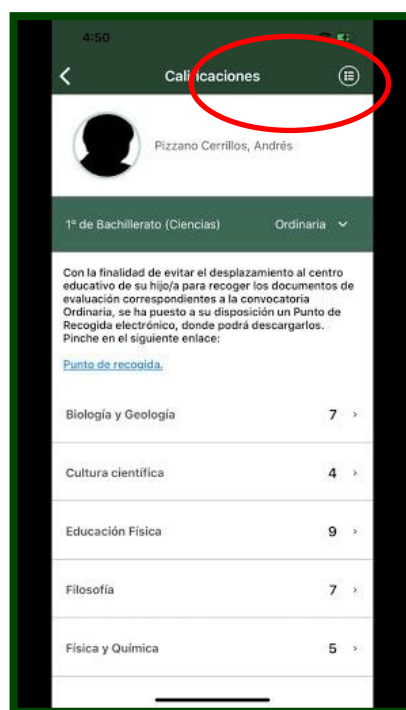 4:50
Calificaciones
Pizzano Cerrillos, Andrés
1º de Bachillerato (Ciencias) Ordinaria
Con la finalidad de evitar el desplazamiento al centro
educativo de su hijo/a para recoger los documentos de
evaluación correspondientes a la convocatoria
Ordinaria, se ha puesto a su disposición un Punto de
Recogida electrónico, donde podrá descargarlos.
Pinche en el siguiente enlace:
Punto de recogida.
Biología y Geología 7
Cultura científica 4
Educación Física 9
Filosofía 7
Física y Química 5